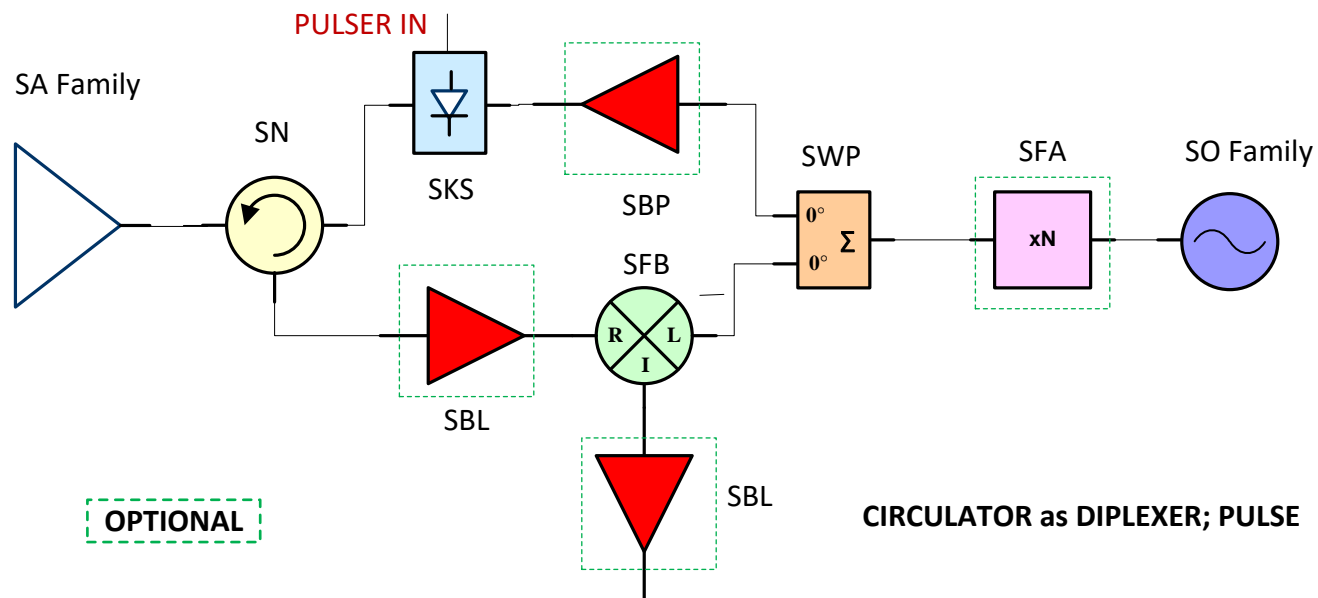 PULSER IN
SA Family
SN
SKS
SBP
SWP
SFA
SO Family
0°
Σ
0°
xN
SFB
R
L
I
SBL
SBL
OPTIONAL
CIRCULATOR as DIPLEXER; PULSE